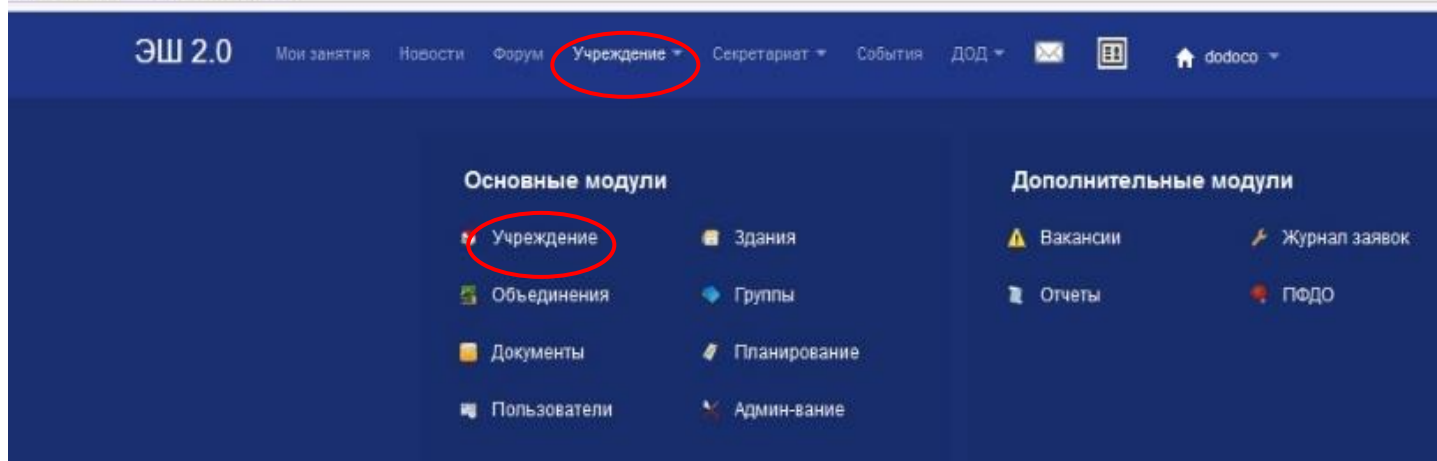 ЭШ 2.0 Мои занятия Новости Форум Учреждение Секретариат События ДОД dodoco
Основные модули Дополнительные модули
Учреждение Здания Вакансии Журнал заявок
Объединения Группы Отчеты ПФДО
Документы Планирование
Пользователи Админ-вание